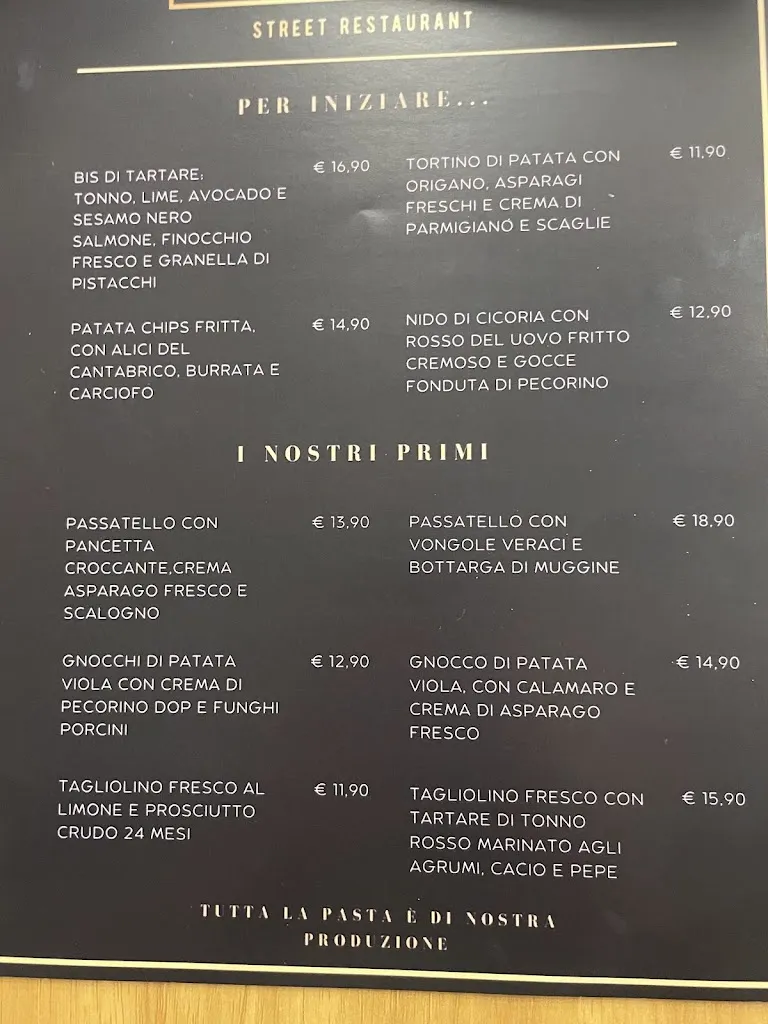 STREET RESTAURANT
PER INIZIARE...
BIS DI TARTARE:
TONNO, LIME, AVOCADO E
SESAMO NERO
SALMONE, FINOCCHIO
FRESCO E GRANELLA DI
PISTACCHI
€ 16,90
TORTINO DI PATATA CON
ORIGANO, ASPARAGI
FRESCHI E CREMA DI
PARMIGIANO E SCAGLIE
€ 11,90
PATATA CHIPS FRITTA,
CON ALICI DEL
CANTABRICO, BURRATA E
CARCIOFO
€ 14,90
NIDO DI CICORIA CON
ROSSO DEL UOVO FRITTO
CREMOSO E GOCCE
FONDUTA DI PECORINO
€ 12,90
I NOSTRI PRIMI
PASSATELLO CON
PANCETTA
CROCCANTE,CREMA
ASPARAGO FRESCO E
SCALOGNO
€ 13,90
PASSATELLO CON
VONGOLE VERACI E
BOTTARGA DI MUGGINE
€ 18,90
GNOCCHI DI PATATA
VIOLA CON CREMA DI
PECORINO DOP E FUNGHI
PORCINI
€ 12,90
GNOCCO DI PATATA
VIOLA, CON CALAMARO E
CREMA DI ASPARAGO
FRESCO
€ 14,90
TAGLIOLINO FRESCO AL
LIMONE E PROSCIUTTO
CRUDO 24 MESI
€ 11,90
TAGLIOLINO FRESCO CON
TARTARE DI TONNO
ROSSO MARINATO AGLI
AGRUMI, CACIO E PEPE
€ 15,90
TUTTA LA PASTA È DI NOSTRA
PRODUZIONE